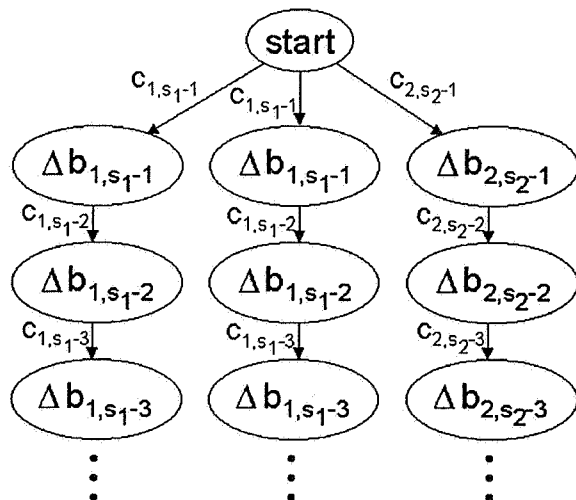 start
c1,s1-1 c1,s1-1 c2,s2-1
Δb1,s1-1 Δb1,s1-1 Δb2,s2-1
c1,s1-2 c1,s1-2 c2,s2-2
Δb1,s1-2 Δb1,s1-2 Δb2,s2-2
c1,s1-3 c1,s1-3 c2,s2-3
Δb1,s1-3 Δb1,s1-3 Δb2,s2-3